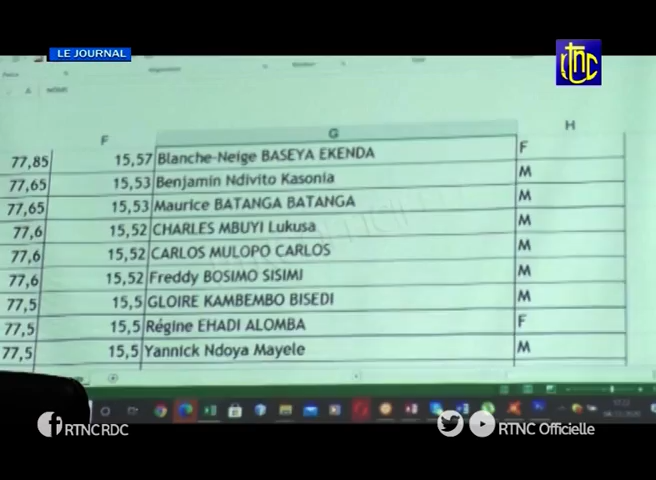 LE JOURNAL
F G H
77,85 15,57 Blanche-Neige BASEYA EKENDA F
77,65 15,53 Benjamin Ndivito Kasonia M
77,65 15,53 Maurice BATANGA BATANGA M
77,6 15,52 CHARLES MBUYI Lukusa M
77,6 15,52 CARLOS MULOPO CARLOS M
77,6 15,52 Freddy BOSIMO SISIMI M
77,5 15,5 GLOIRE KAMBEMBO BISEDI M
77,5 15,5 Régine EHADI ALOMBA F
77,5 15,5 Yannick Ndoya Mayele M
RTNCRDC
RTNC Officielle